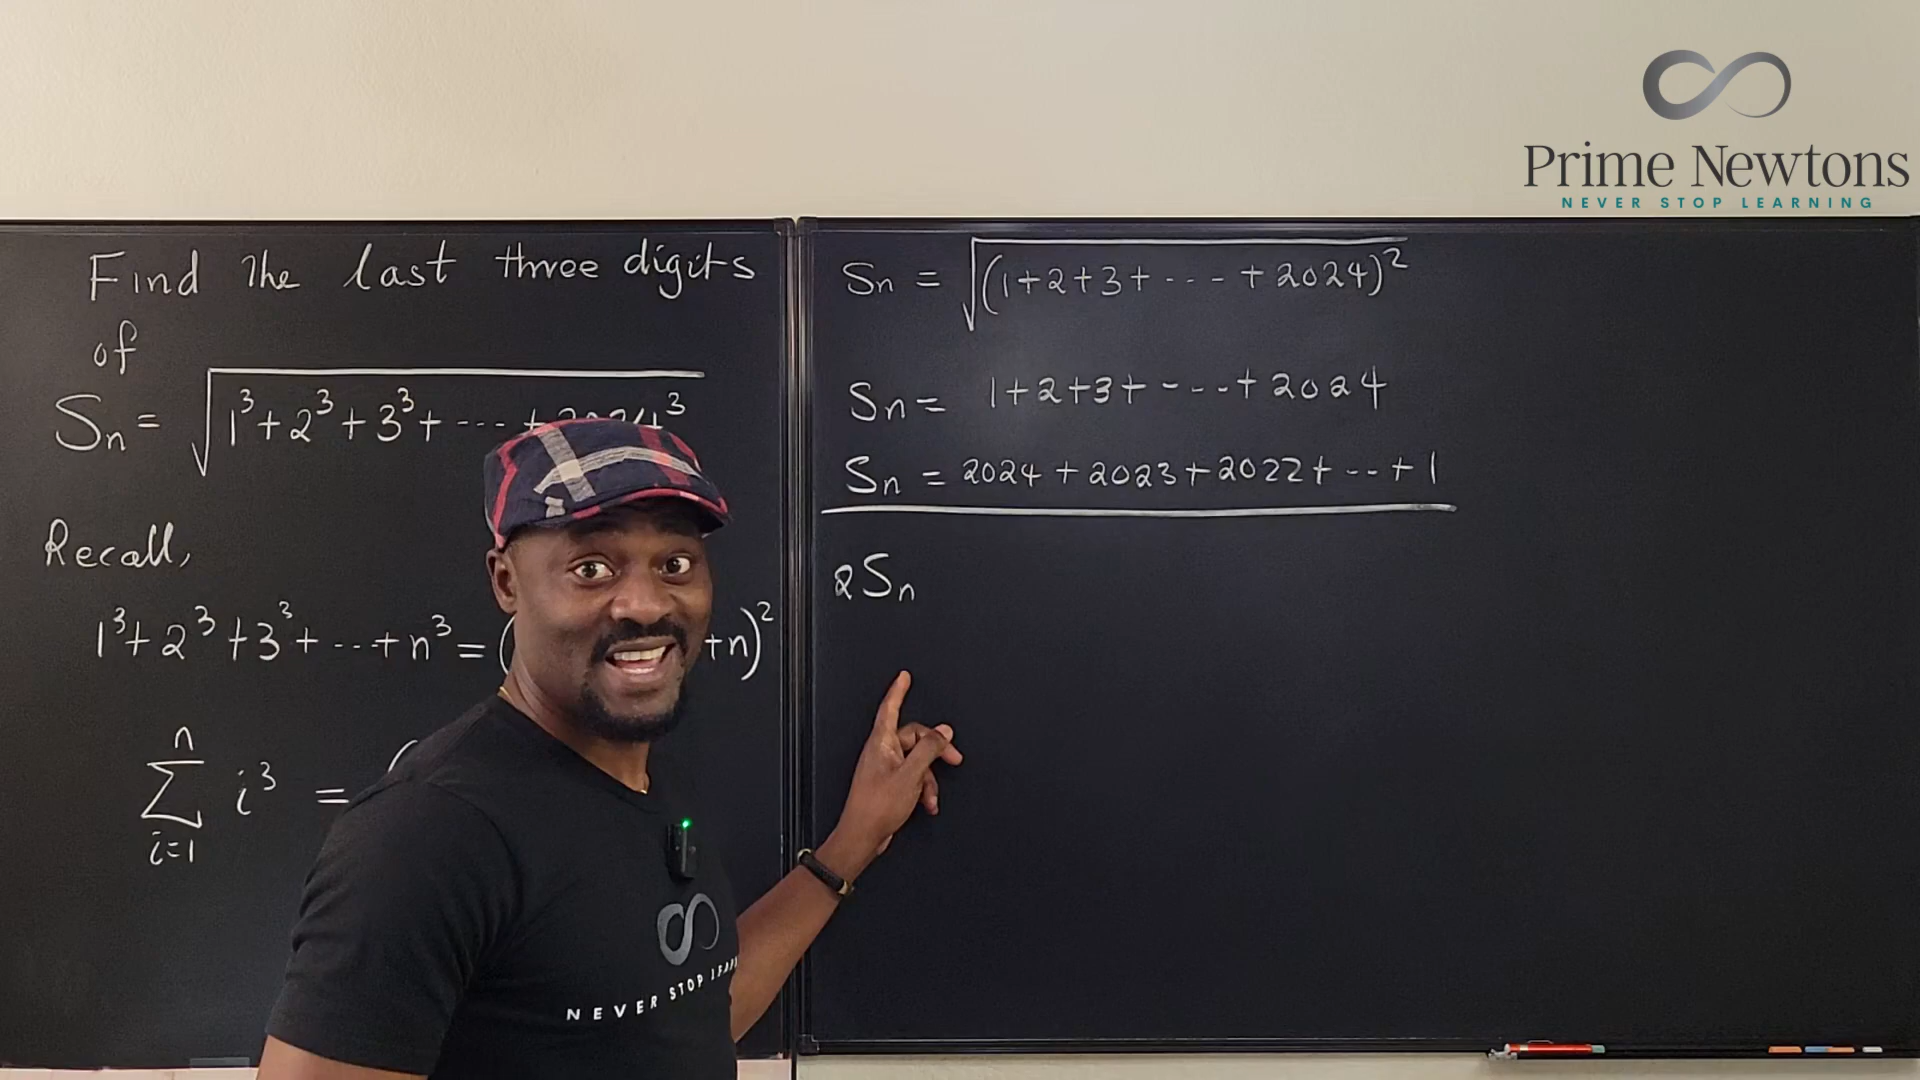 Prime Newtons
NEVER STOP LEARNING
Find the last three digits
of
Sn = √1³+2³+3³+---+2024³
Recall,
1³+2³+3³+---+n³=( +n)²
n
∑ i³ = (
i=1
Sn = √(1+2+3+---+2024)²
Sn = 1+2+3+---+2024
Sn = 2024+2023+2022+---+1
2Sn
NEVER STOP